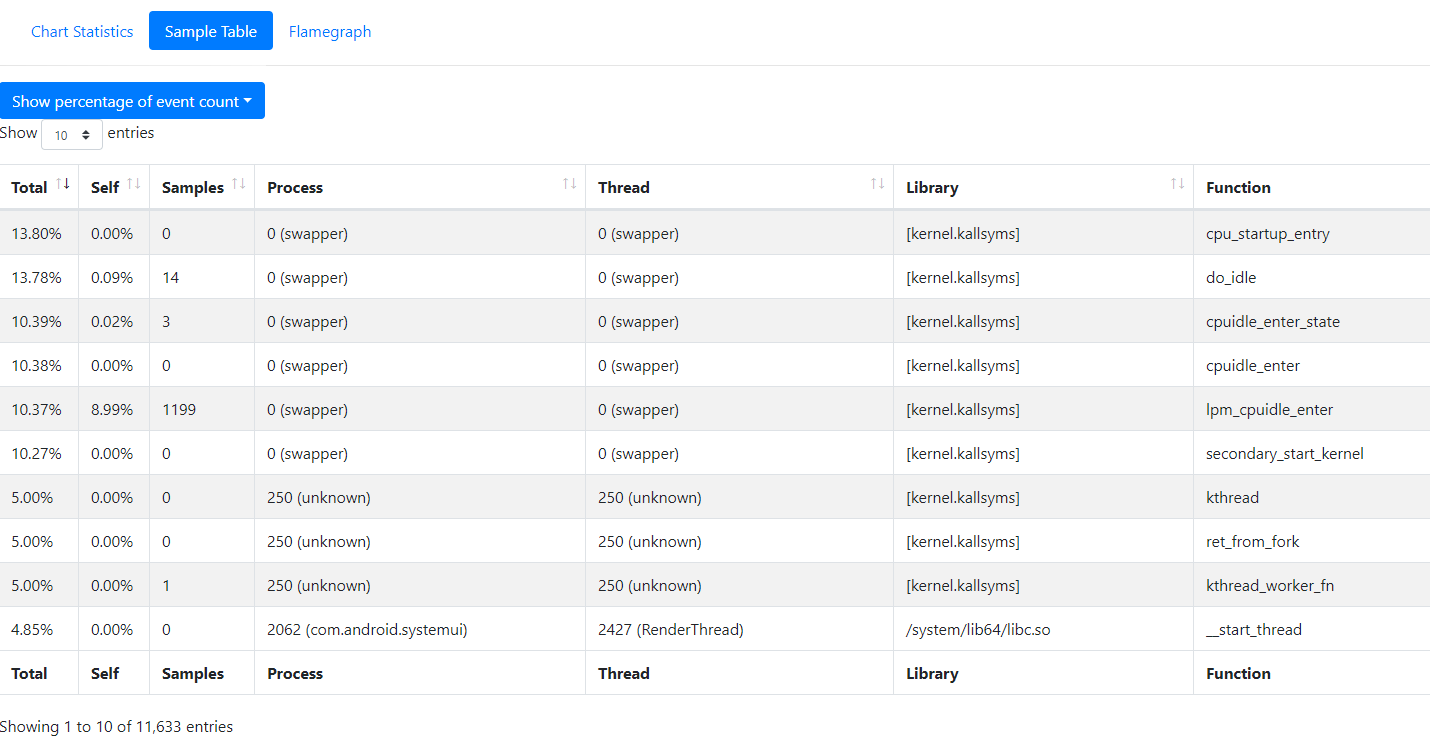 Chart Statistics Sample Table Flamegraph
Show percentage of event count
Show 10 entries
Total Self Samples Process Thread Library Function
13.80% 0.00% 0 0 (swapper) 0 (swapper) [kernel.kallsyms] cpu_startup_entry
13.78% 0.09% 14 0 (swapper) 0 (swapper) [kernel.kallsyms] do_idle
10.39% 0.02% 3 0 (swapper) 0 (swapper) [kernel.kallsyms] cpuidle_enter_state
10.38% 0.00% 0 0 (swapper) 0 (swapper) [kernel.kallsyms] cpuidle_enter
10.37% 8.99% 1199 0 (swapper) 0 (swapper) [kernel.kallsyms] lpm_cpuidle_enter
10.27% 0.00% 0 0 (swapper) 0 (swapper) [kernel.kallsyms] secondary_start_kernel
5.00% 0.00% 0 250 (unknown) 250 (unknown) [kernel.kallsyms] kthread
5.00% 0.00% 0 250 (unknown) 250 (unknown) [kernel.kallsyms] ret_from_fork
5.00% 0.00% 1 250 (unknown) 250 (unknown) [kernel.kallsyms] kthread_worker_fn
4.85% 0.00% 0 2062 (com.android.systemui) 2427 (RenderThread) /system/lib64/libc.so __start_thread
Total Self Samples Process Thread Library Function
Showing 1 to 10 of 11,633 entries